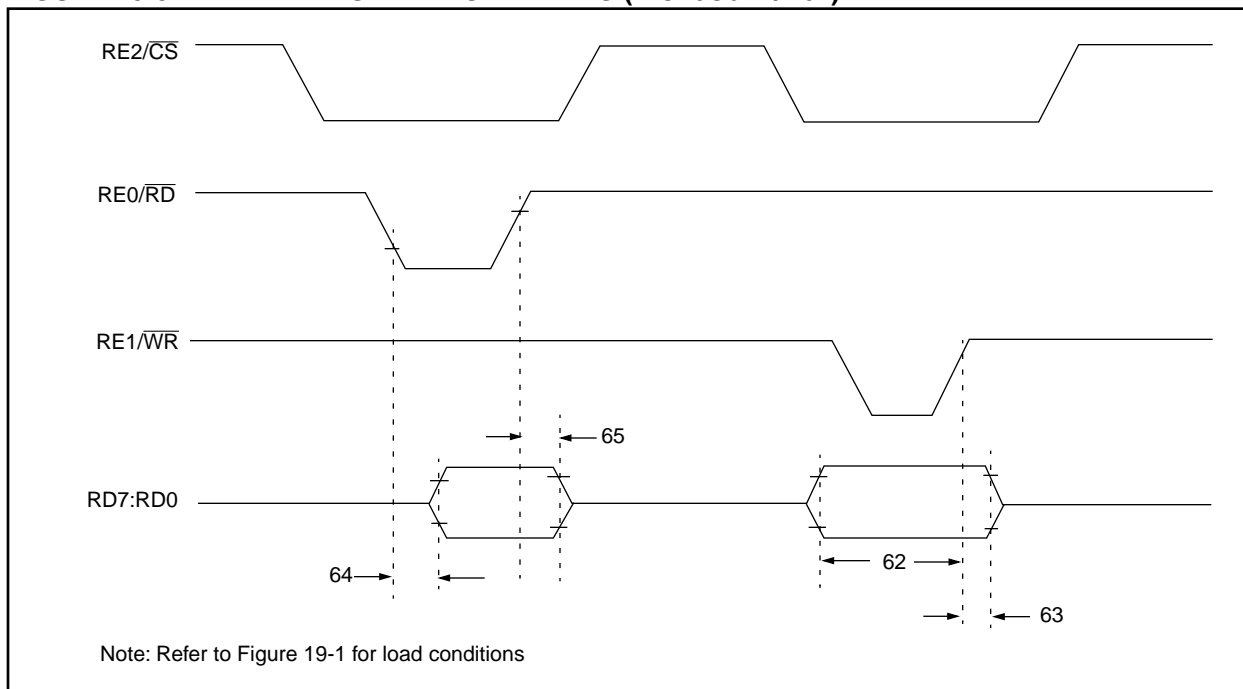 RE2/CS
RE0/RD
RE1/WR
65
RD7:RD0
64
62
63
Note: Refer to Figure 19-1 for load conditions